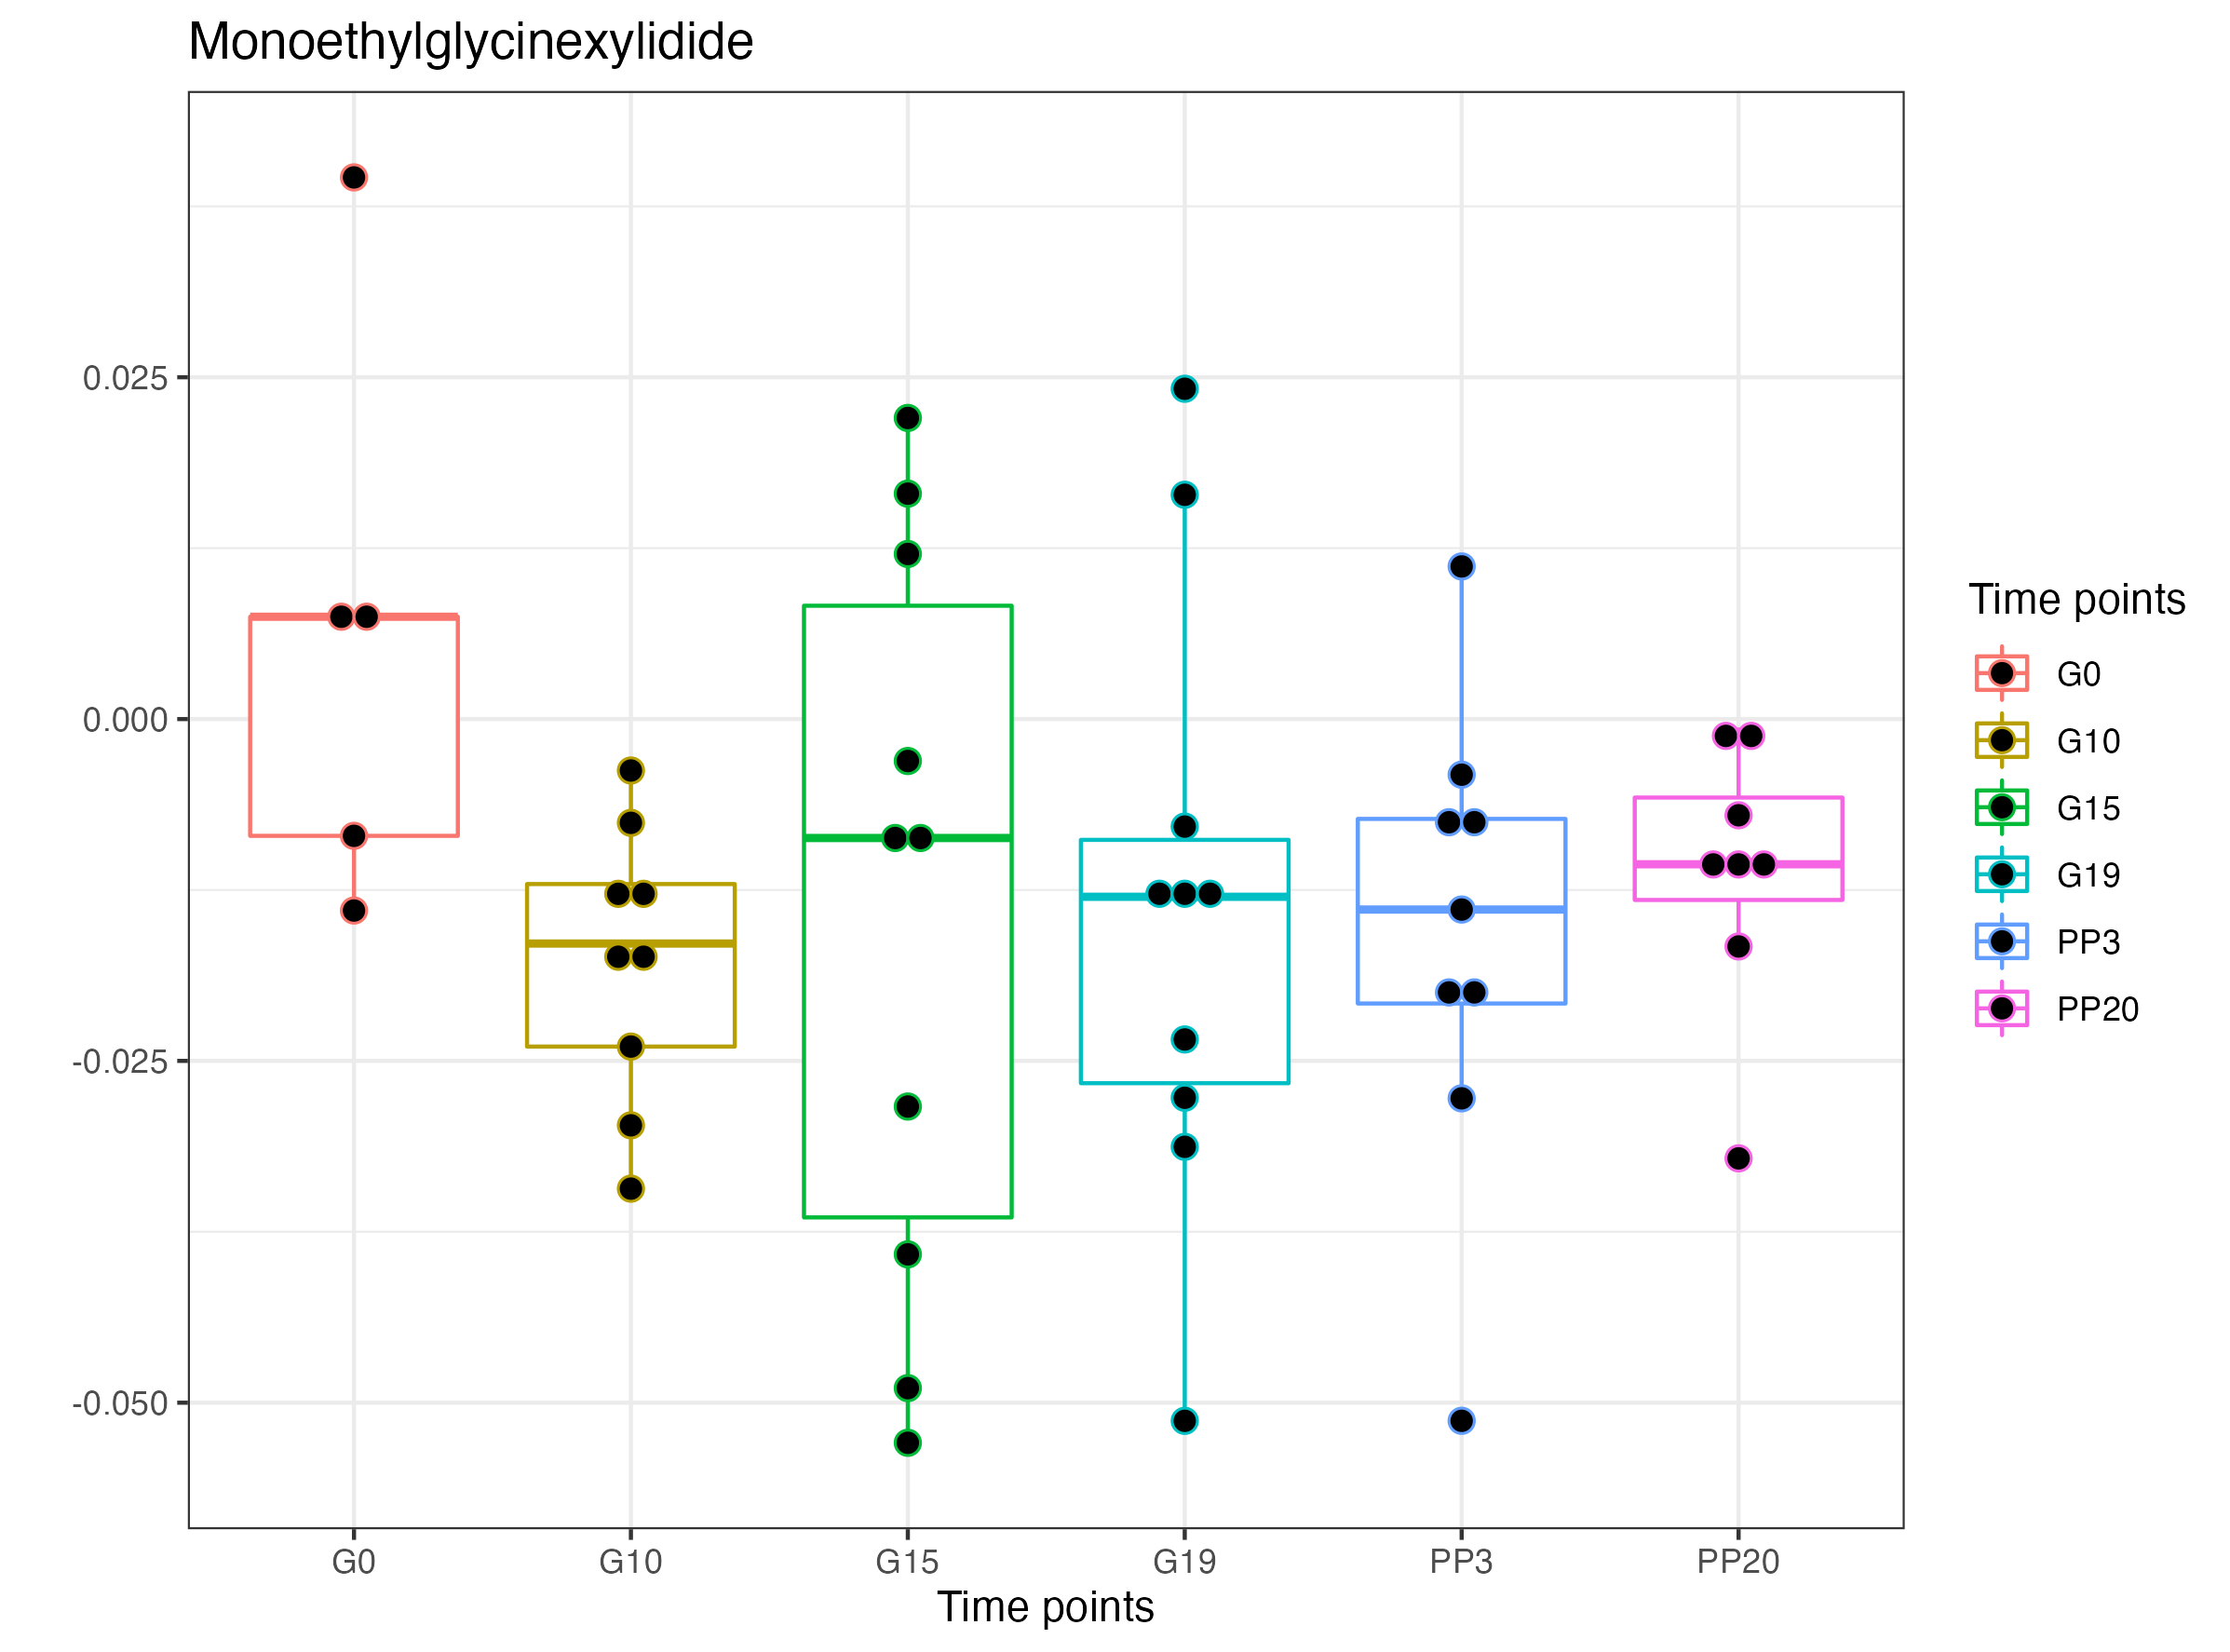 Monoethylglycinexylidide
0.025
0.000
-0.025
-0.050
G0 G10 G15 G19 PP3 PP20
Time points
Time points
G0
G10
G15
G19
PP3
PP20